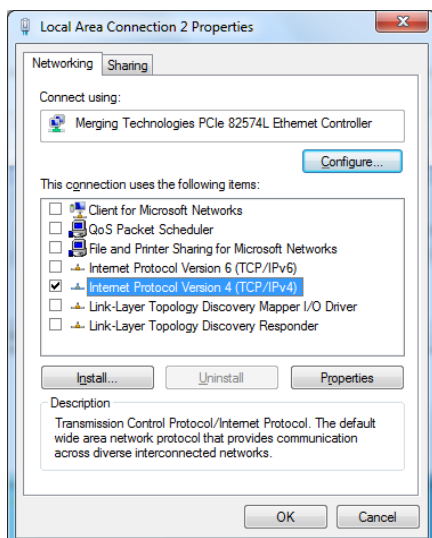 Local Area Connection 2 Properties
Networking Sharing
Connect using:
Merging Technologies PCIe 82574L Ethernet Controller
Configure...
This connection uses the following items:
Client for Microsoft Networks
QoS Packet Scheduler
File and Printer Sharing for Microsoft Networks
Internet Protocol Version 6 (TCP/IPv6)
Internet Protocol Version 4 (TCP/IPv4)
Link-Layer Topology Discovery Mapper I/O Driver
Link-Layer Topology Discovery Responder
Install... Uninstall Properties
Description
Transmission Control Protocol/Internet Protocol. The default
wide area network protocol that provides communication
across diverse interconnected networks.
OK Cancel